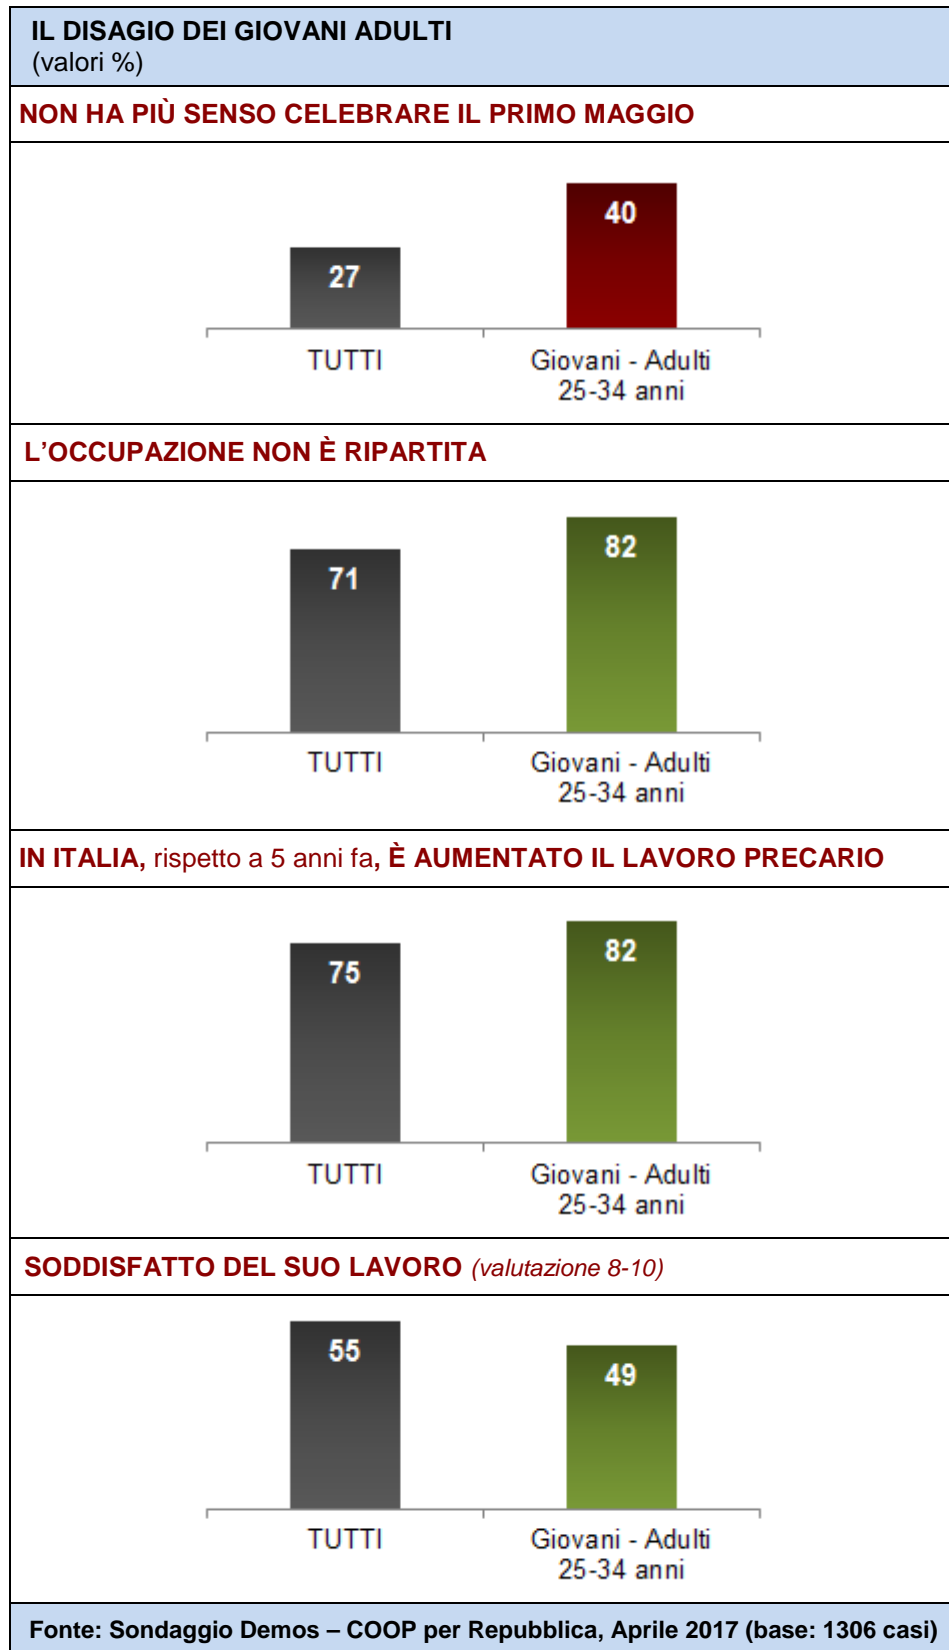 IL DISAGIO DEI GIOVANI ADULTI
(valori %)
NON HA PIÙ SENSO CELEBRARE IL PRIMO MAGGIO
27
40
TUTTI
Giovani - Adulti
25-34 anni
L’OCCUPAZIONE NON È RIPARTITA
71
82
TUTTI
Giovani - Adulti
25-34 anni
IN ITALIA, rispetto a 5 anni fa, È AUMENTATO IL LAVORO PRECARIO
75
82
TUTTI
Giovani - Adulti
25-34 anni
SODDISFATTO DEL SUO LAVORO (valutazione 8-10)
55
49
TUTTI
Giovani - Adulti
25-34 anni
Fonte: Sondaggio Demos – COOP per Repubblica, Aprile 2017 (base: 1306 casi)